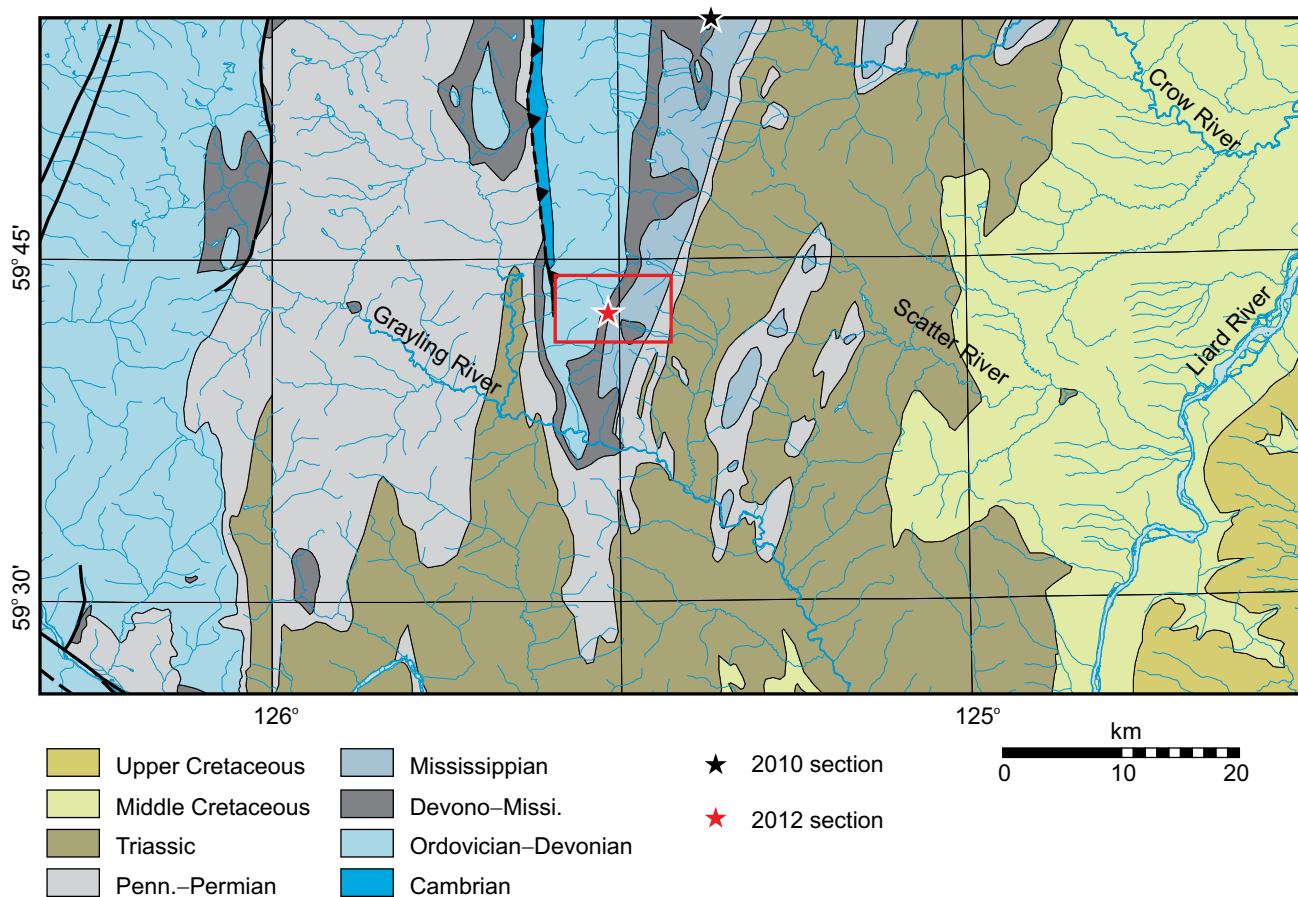 Crow River
59° 45'
Grayling River
Scatter River
Liard River
59° 30'
126°
125°
km
0 10 20
Upper Cretaceous
Middle Cretaceous
Triassic
Penn.–Permian
Mississippian
Devono–Missi.
Ordovician–Devonian
Cambrian
2010 section
2012 section